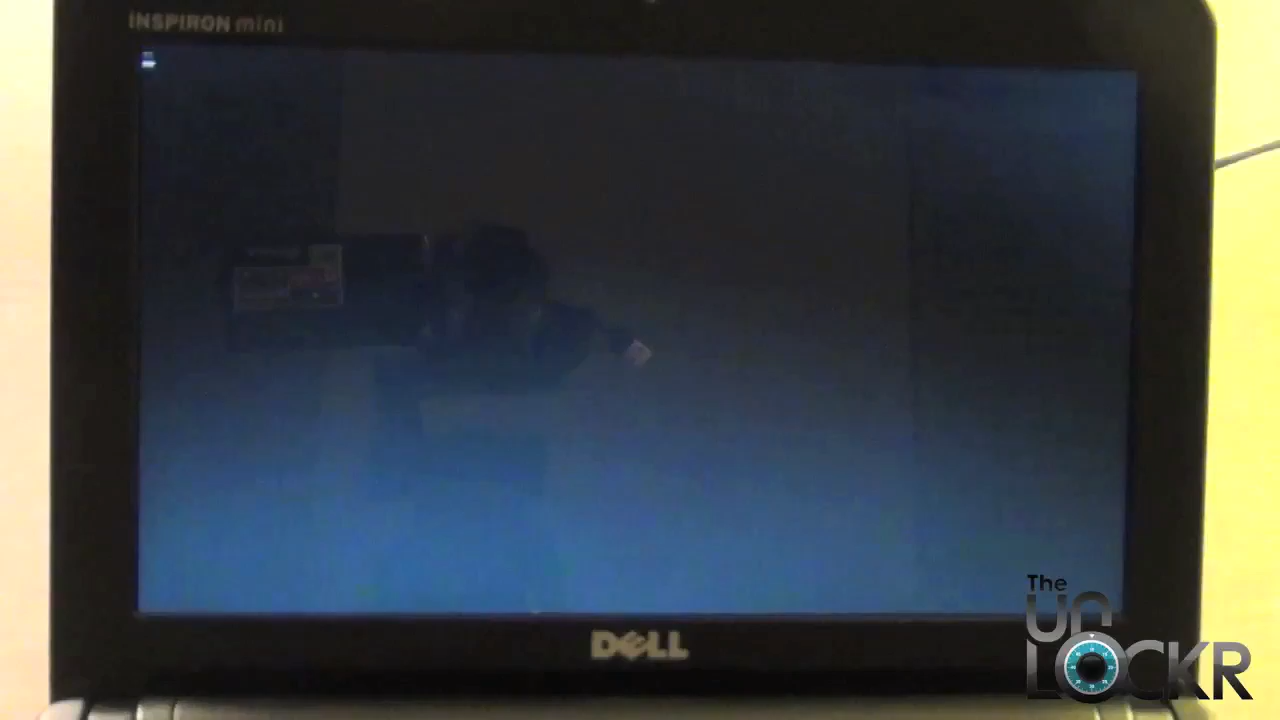 INSPIRON mini
DELL
The
UN
LOCKR